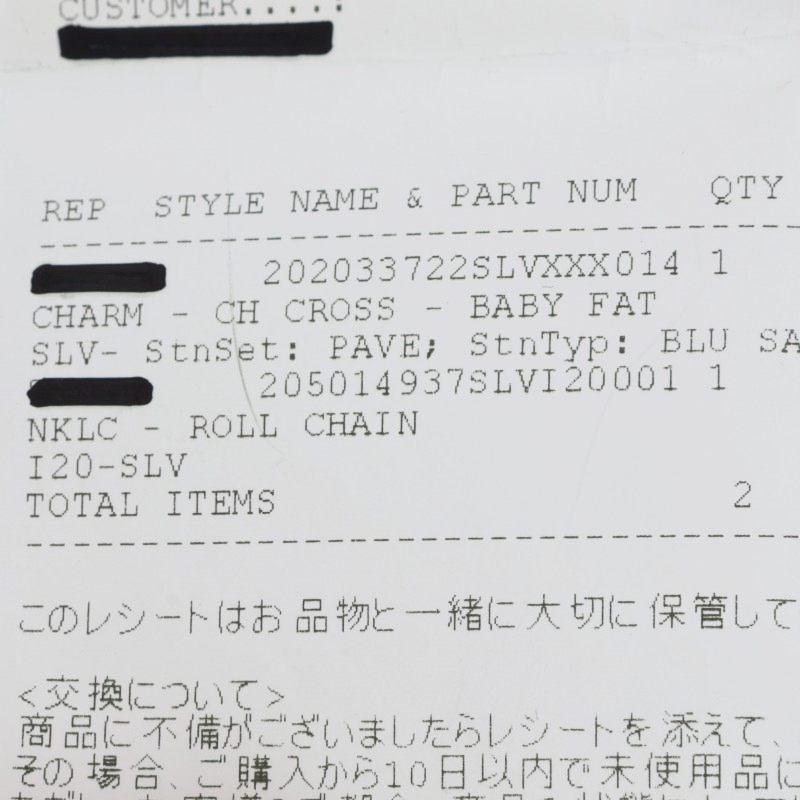 CUSTOMER....:
REP STYLE NAME & PART NUM QTY
202033722SLVXXX014 1
CHARM - CH CROSS - BABY FAT
SLV- StnSet: PAVE; StnTyp: BLU SA
205014937SLVI20001 1
NKLC - ROLL CHAIN
I20-SLV
TOTAL ITEMS 2
このレシートはお品物と一緒に大切に保管して
<交換について>
商品に不備がございましたらレシートを添えて、
その場合、ご購入から10日以内で未使用品に